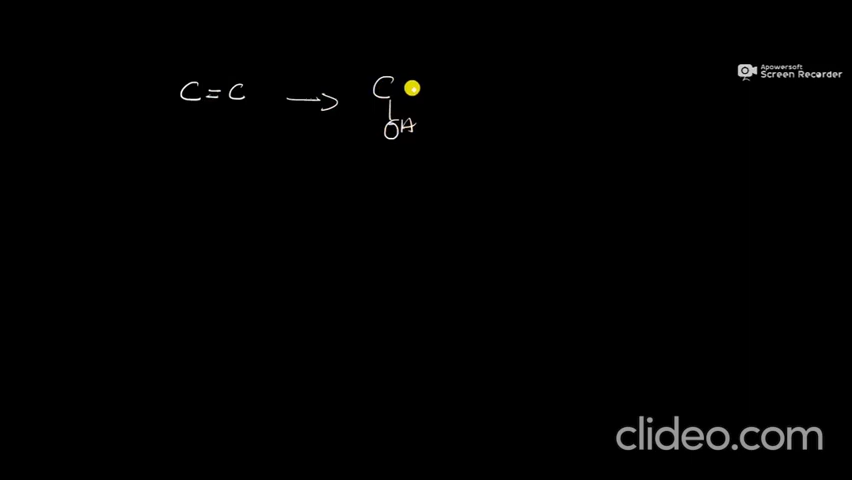 C=C → C
OH
Apowersoft
Screen Recorder
clideo.com